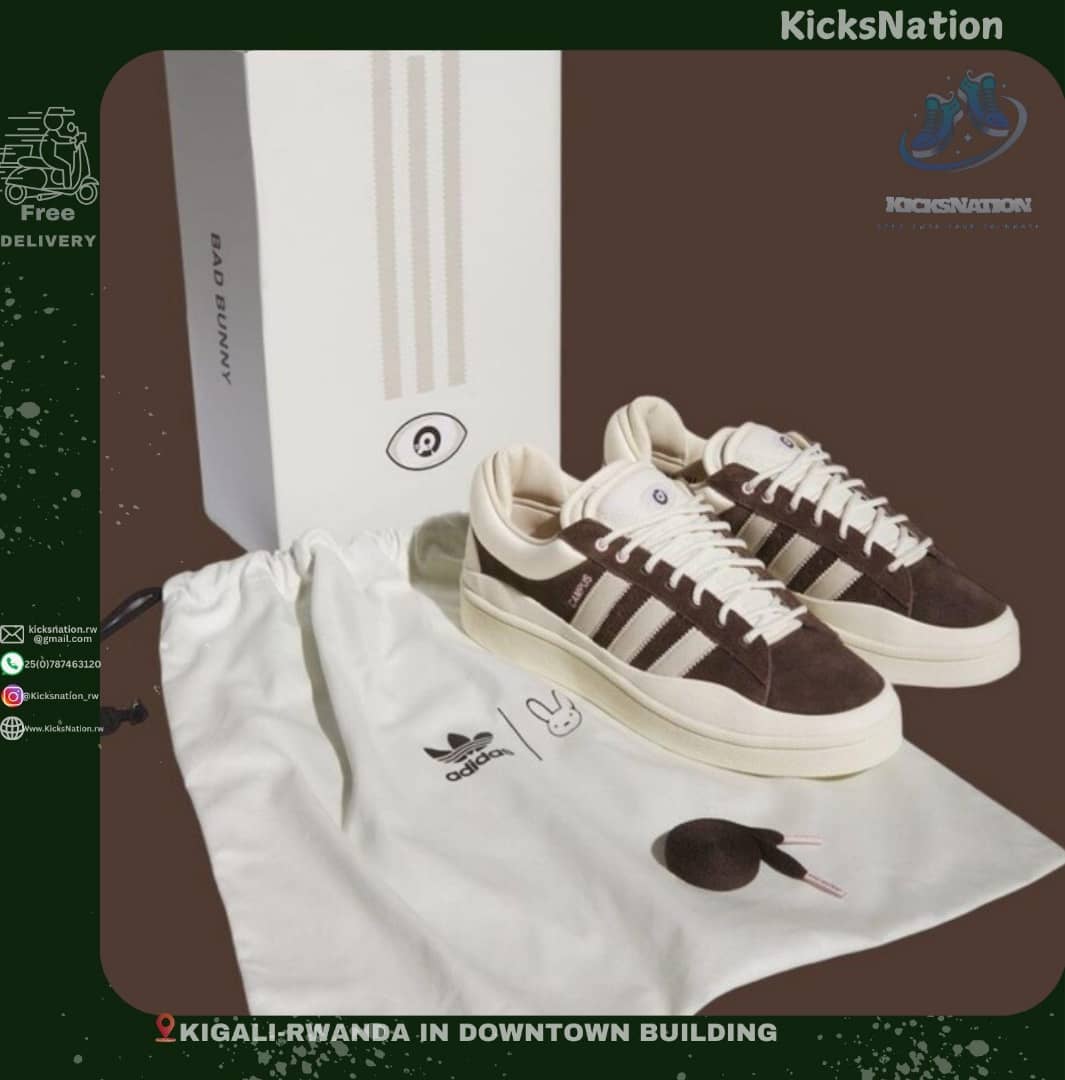 KicksNation
KICKSNATION
Free
DELIVERY
BAD BUNNY
CAMPUS
kicksnation.rw
@gmail.com
25(0)787463120
@Kicksnation_rw
Www.KicksNation.rw
adidas
KIGALI-RWANDA IN DOWNTOWN BUILDING